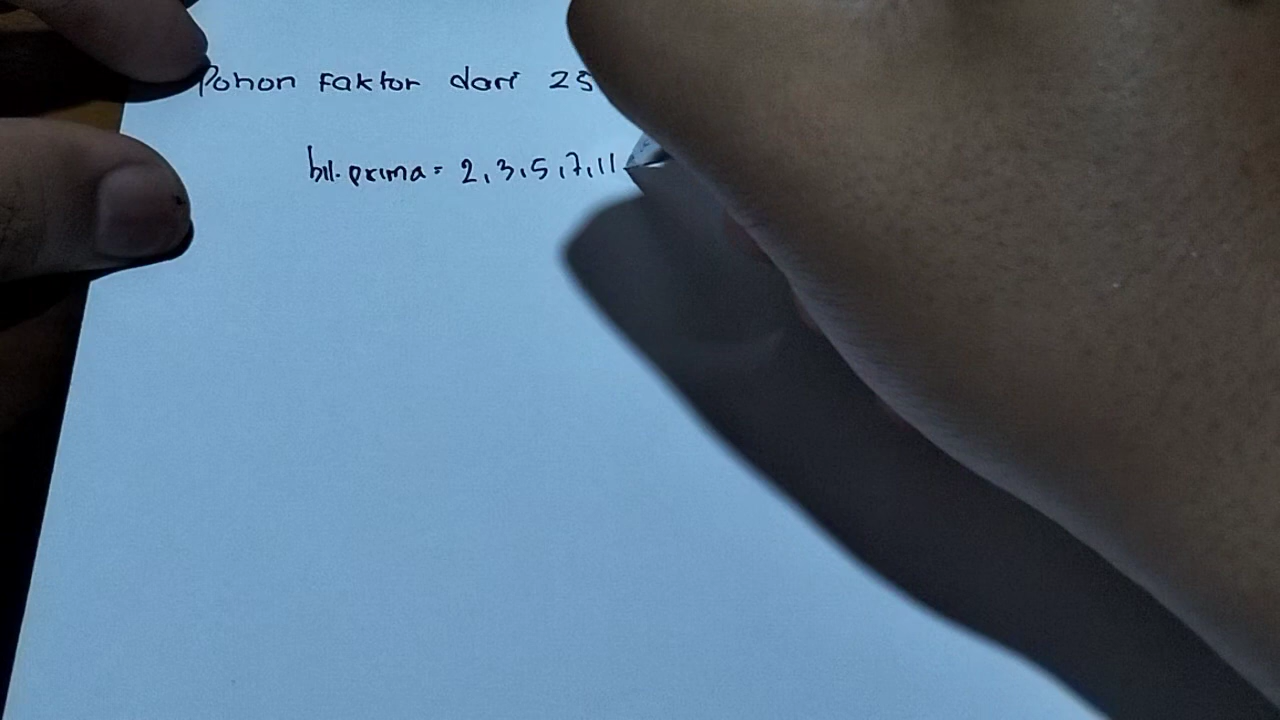 Pohon Faktor dari 25
bil. prima = 2, 3, 5, 7, 11